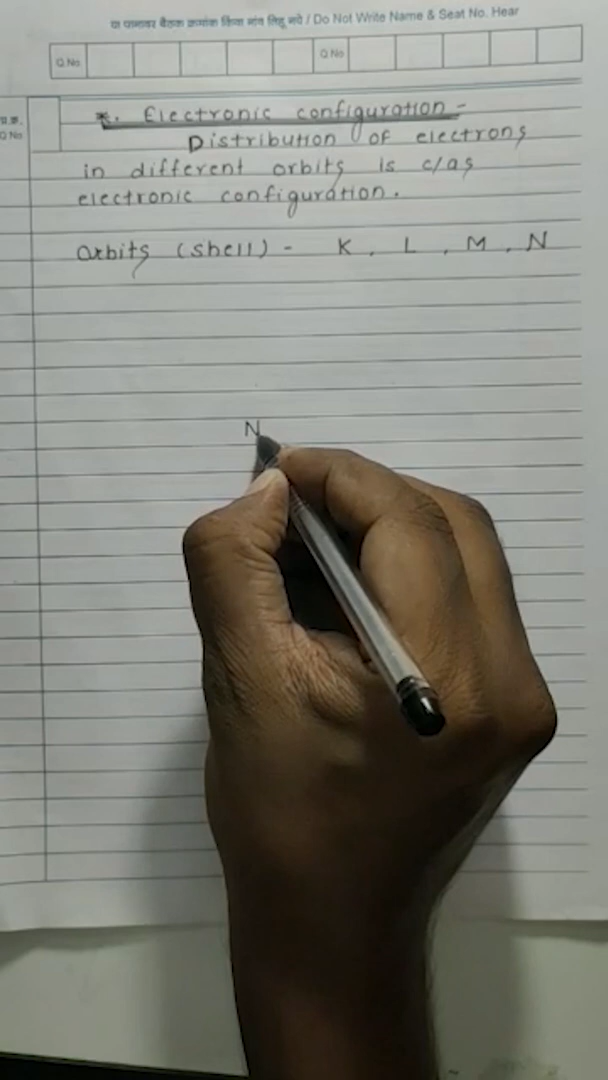 या पानावर बैठक क्रमांक किंवा नांव लिहू नये / Do Not Write Name & Seat No. Hear
Q.No. Q.No
प्र.क्र.
Q No
*. Electronic configuration -
Distribution of electrons
in different orbits is c/as
electronic configuration.
orbits (shell) - K, L, M, N
N